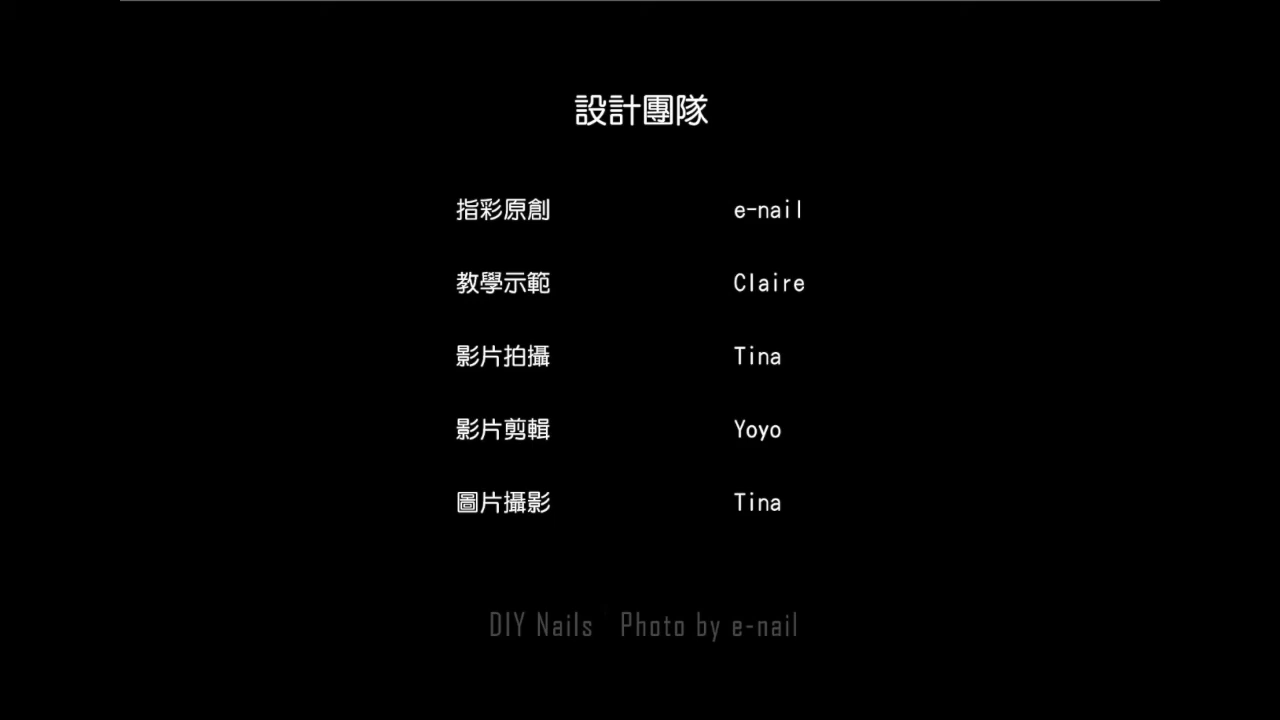 設計團隊
指彩原創 e-nail
教學示範 Claire
影片拍攝 Tina
影片剪輯 Yoyo
圖片攝影 Tina
DIY Nails Photo by e-nail